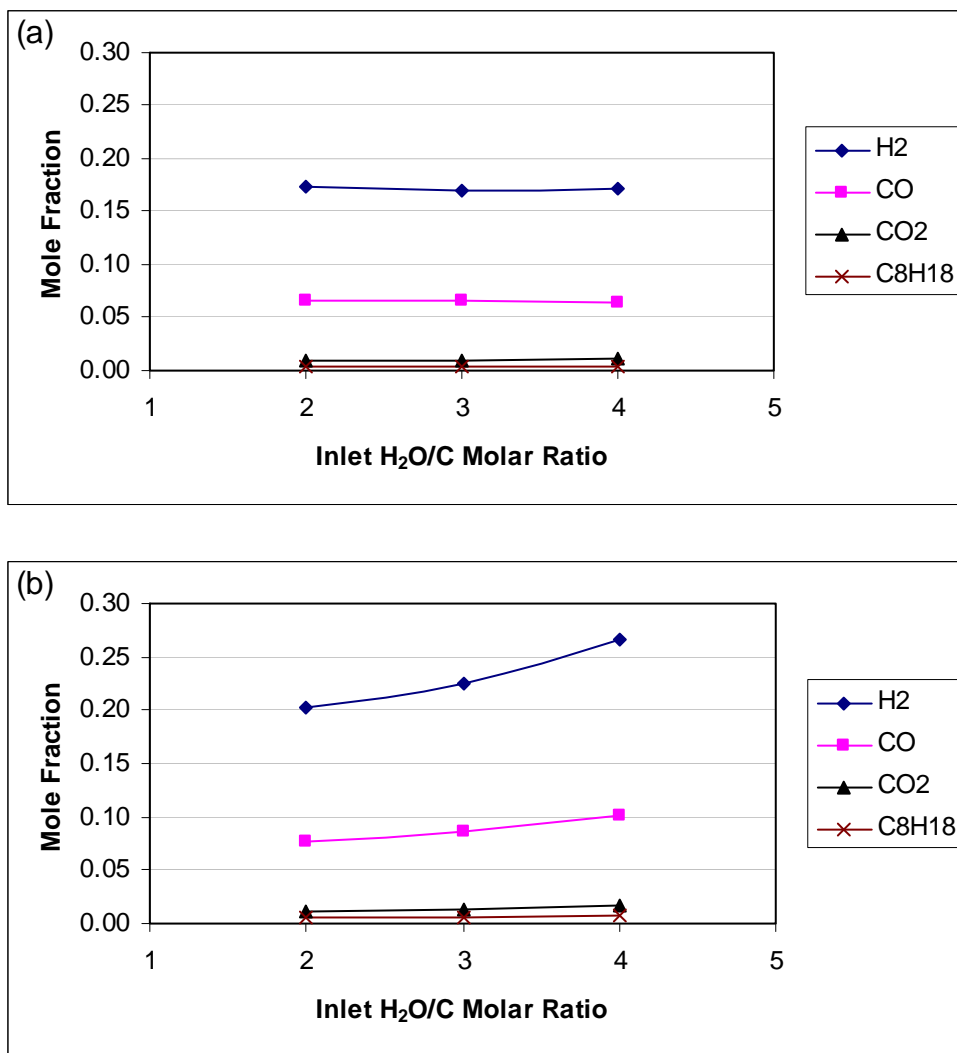 (a)
0.30
0.25
0.20
0.15
0.10
0.05
0.00
Mole Fraction
1 2 3 4 5
Inlet H₂O/C Molar Ratio
H2
CO
CO2
C8H18
(b)
0.30
0.25
0.20
0.15
0.10
0.05
0.00
Mole Fraction
1 2 3 4 5
Inlet H₂O/C Molar Ratio
H2
CO
CO2
C8H18